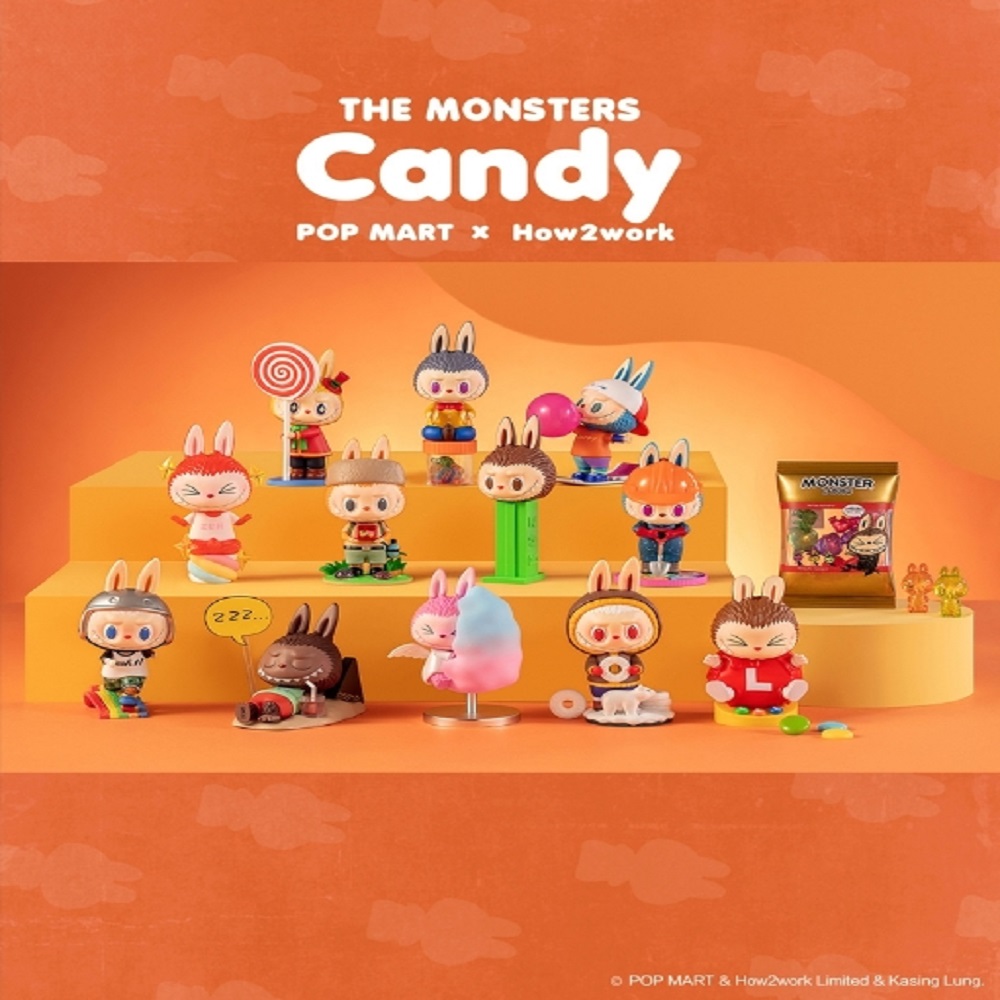 THE MONSTERS
Candy
POP MART × How2work
MONSTER
ZZZ...
L
© POP MART & How2work Limited & Kasing Lung.